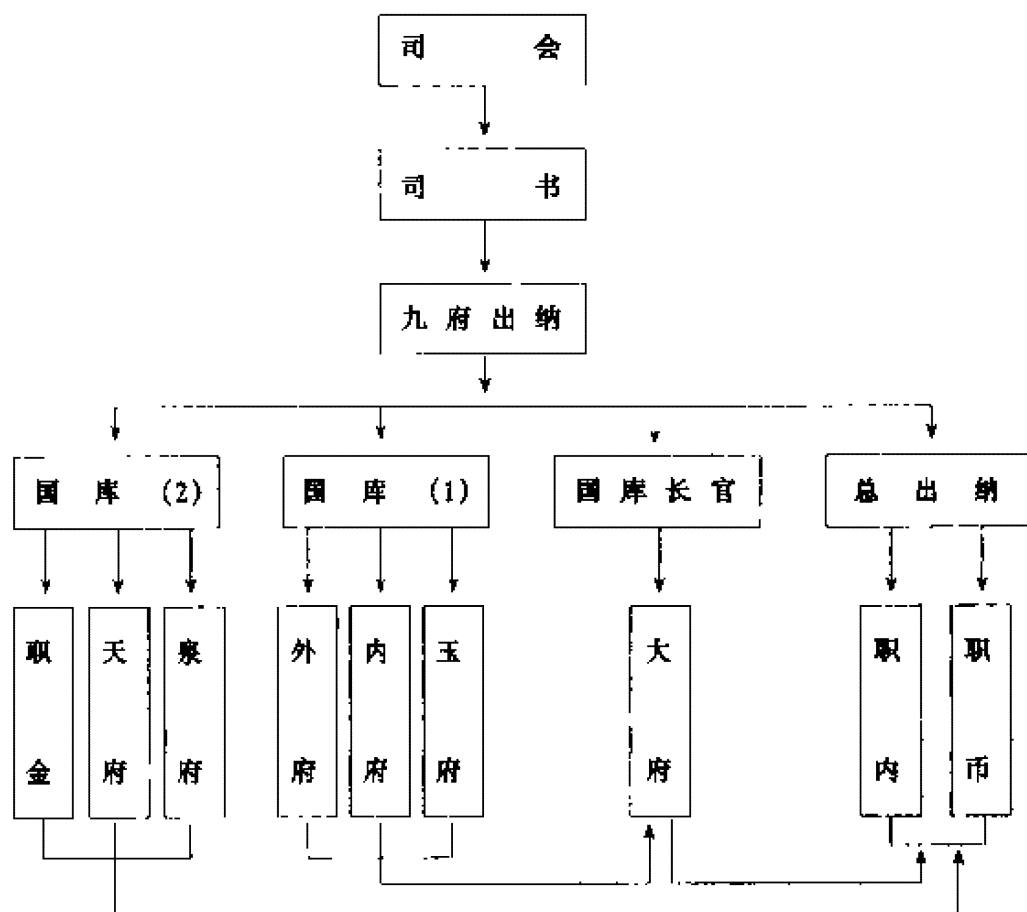 司会
司书
九府出纳
国库(2)
国库(1)
国库长官
总出纳
职金
天府
泉府
外府
内府
玉府
大府
职内
职币